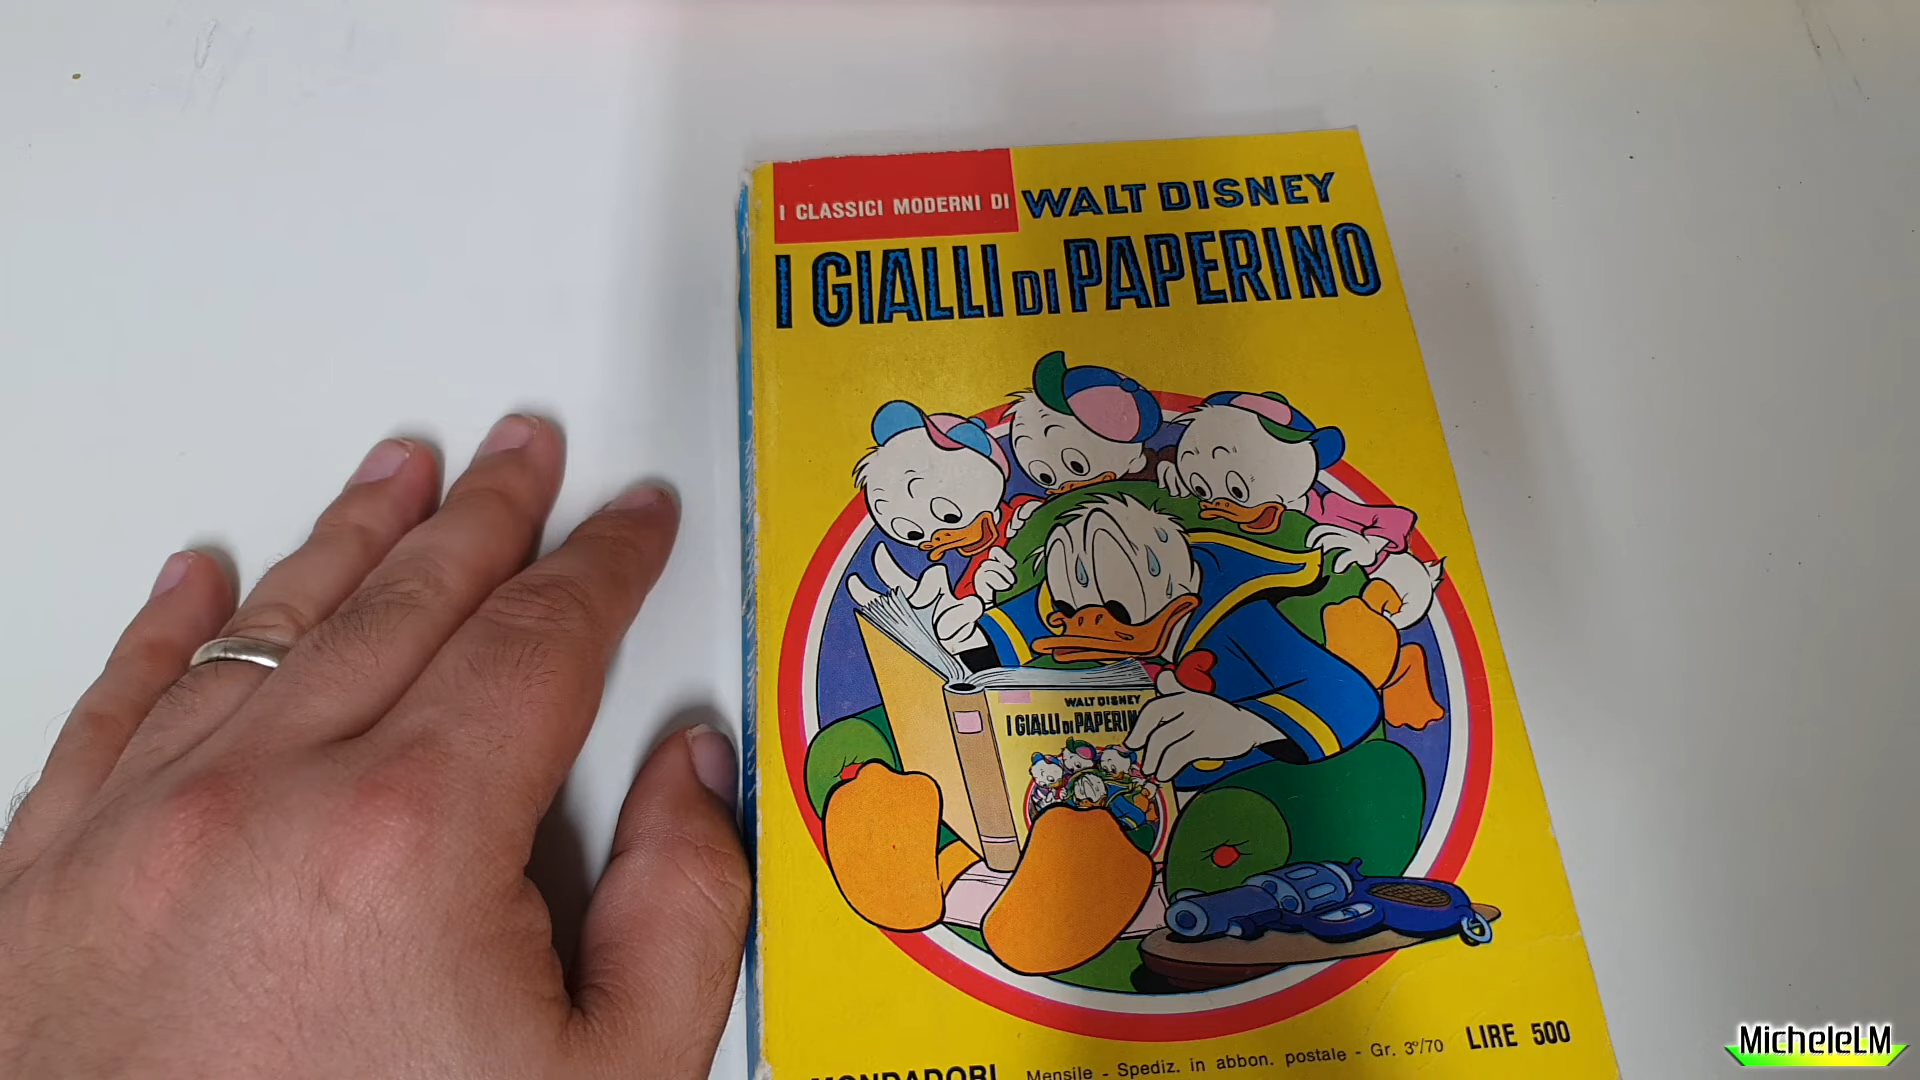 I CLASSICI MODERNI DI WALT DISNEY
I GIALLI DI PAPERINO
WALT DISNEY
I GIALLI DI PAPERIN
MONDADORI Mensile - Spediz. in abbon. postale - Gr. 3°/70 LIRE 500
MicheleLM